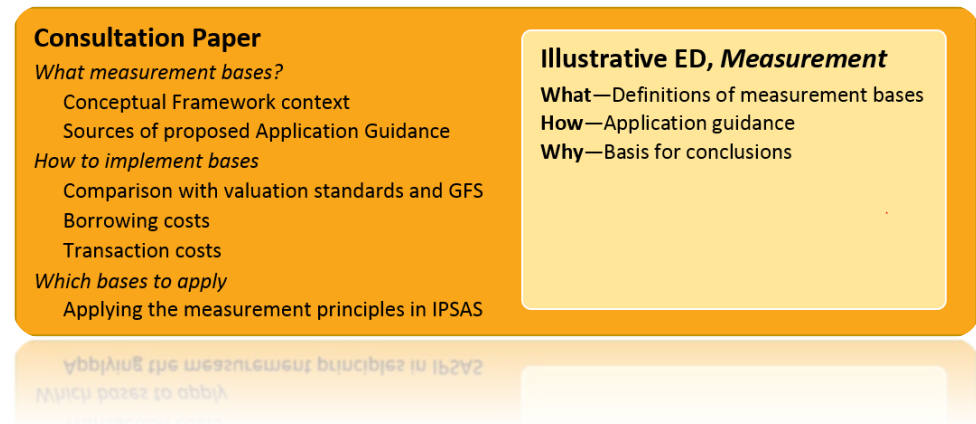 Consultation Paper
What measurement bases?
Conceptual Framework context
Sources of proposed Application Guidance
How to implement bases
Comparison with valuation standards and GFS
Borrowing costs
Transaction costs
Which bases to apply
Applying the measurement principles in IPSAS
Illustrative ED, Measurement
What—Definitions of measurement bases
How—Application guidance
Why—Basis for conclusions